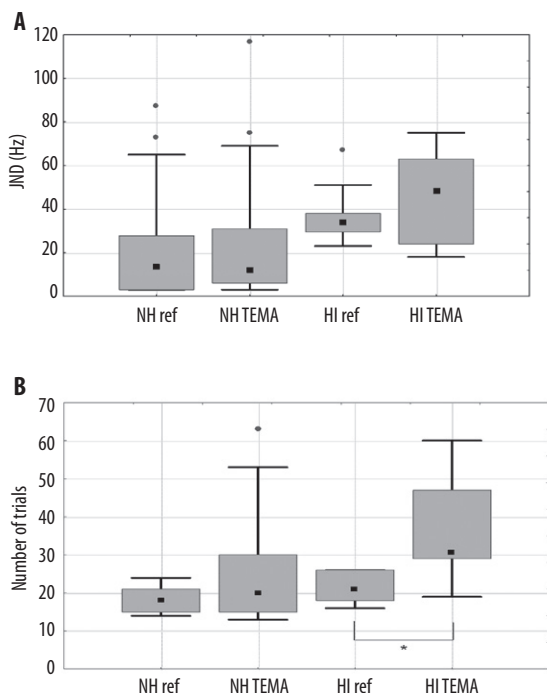 A
JND (Hz)
120
100
80
60
40
20
0
NH ref NH TEMA HI ref HI TEMA
B
Number of trials
70
60
50
40
30
20
10
0
*
NH ref NH TEMA HI ref HI TEMA